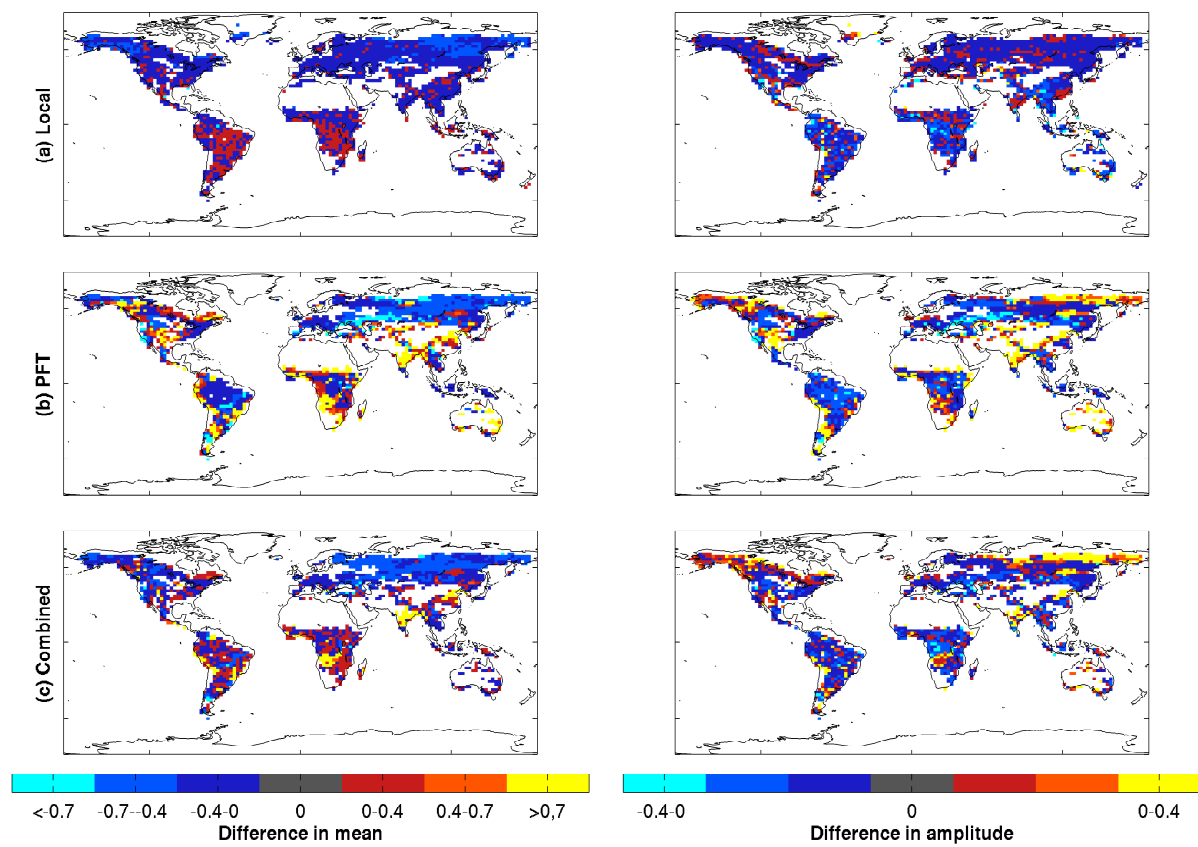 (a) Local
(b) PFT
(c) Combined
<-0.7 -0.7--0.4 -0.4-0 0 0-0.4 0.4-0.7 >0,7
Difference in mean
-0.4-0 0 0-0.4
Difference in amplitude